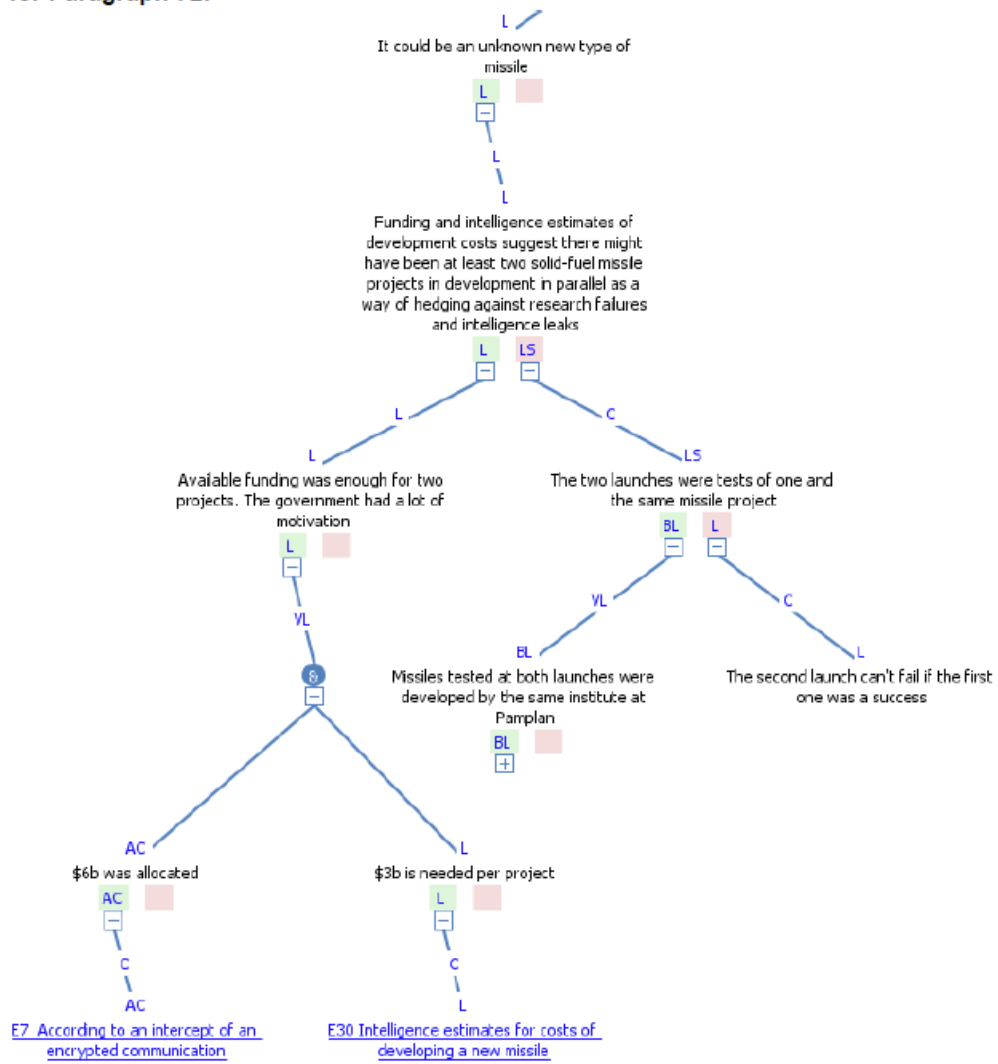 L
It could be an unknown new type of
missile
L
−
L
L
Funding and intelligence estimates of
development costs suggest there might
have been at least two solid-fuel missile
projects in development in parallel as a
way of hedging against research failures
and intelligence leaks
L LS
− −
L C
L LS
Available funding was enough for two
projects. The government had a lot of
motivation
The two launches were tests of one and
the same missile project
L
−
BL L
− −
VL
VL C
BL L
&
−
Missiles tested at both launches were
developed by the same institute at
Pamplan
The second launch can't fail if the first
one was a success
BL
+
AC L
$6b was allocated
$3b is needed per project
AC L
− −
C C
AC L
E7 According to an intercept of an
encrypted communication
E30 Intelligence estimates for costs of
developing a new missile